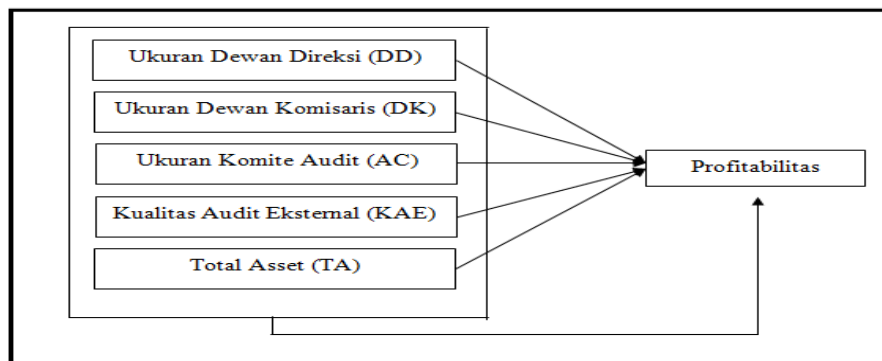 Ukuran Dewan Direksi (DD)
Ukuran Dewan Komisaris (DK)
Ukuran Komite Audit (AC)
Profitabilitas
Kualitas Audit Eksternal (KAE)
Total Asset (TA)